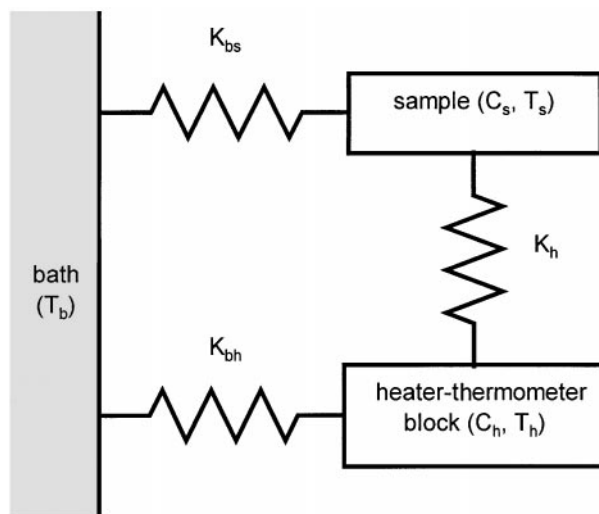 K_bs
sample (C_s, T_s)
K_h
bath
(T_b)
K_bh
heater-thermometer
block (C_h, T_h)